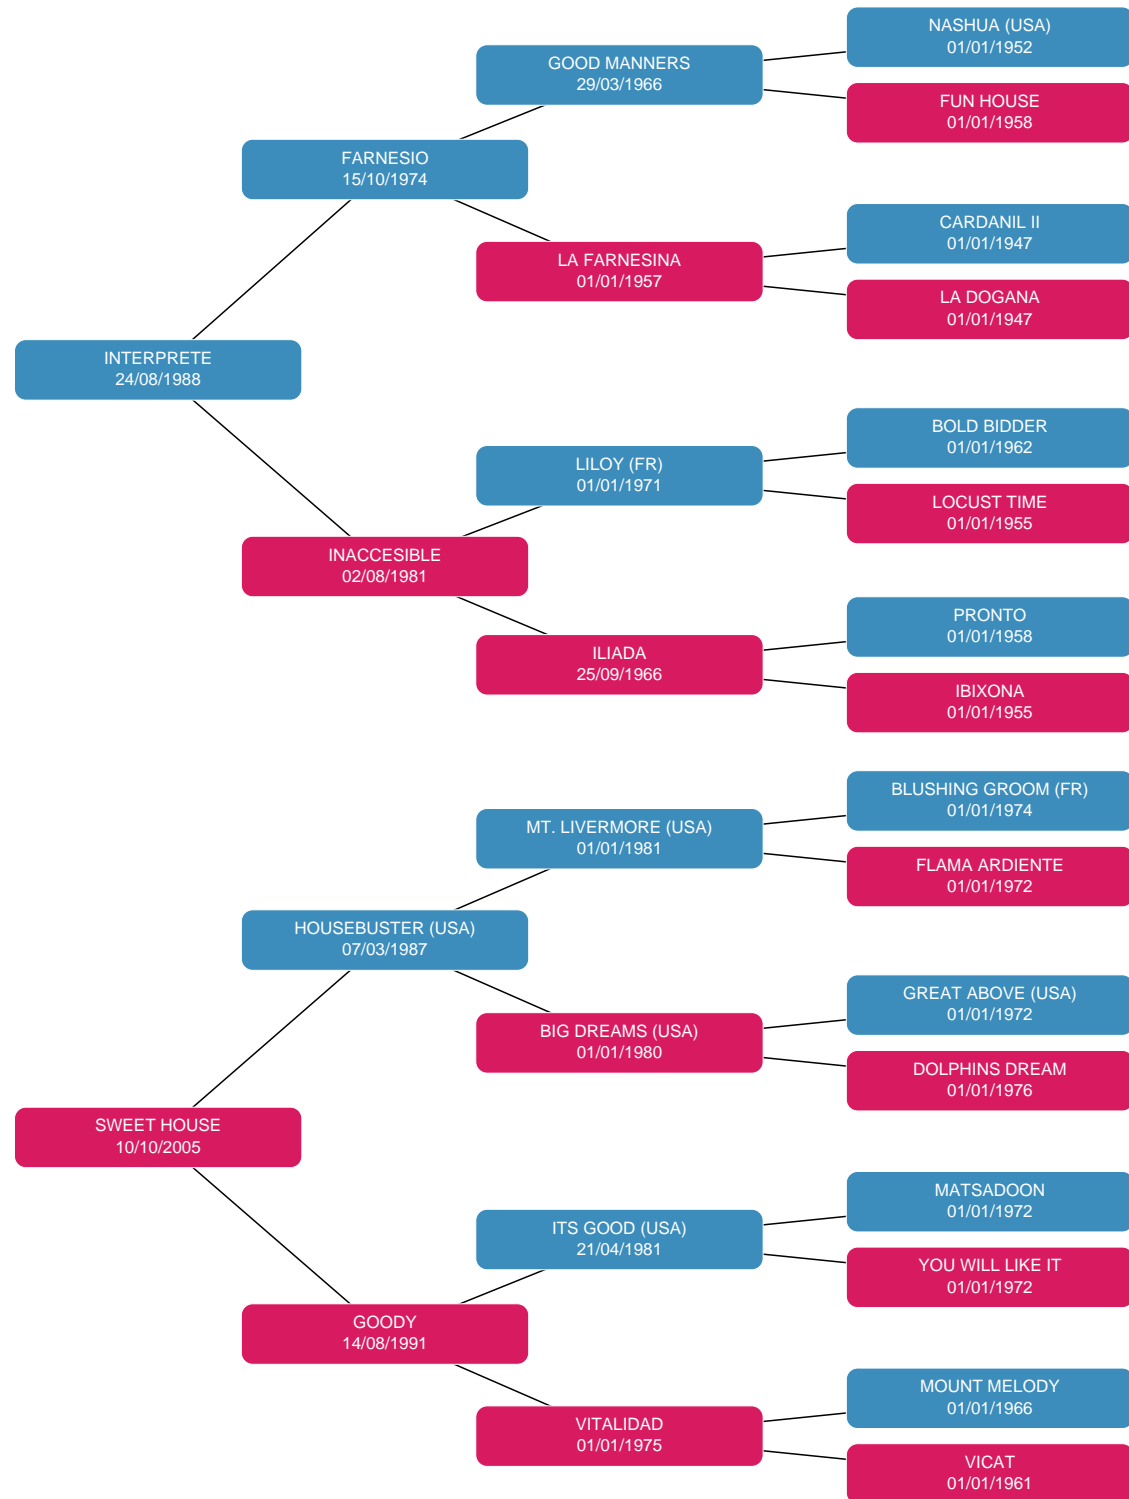 NASHUA (USA)
01/01/1952
GOOD MANNERS
29/03/1966
FUN HOUSE
01/01/1958
FARNESIO
15/10/1974
CARDANIL II
01/01/1947
LA FARNESINA
01/01/1957
LA DOGANA
01/01/1947
INTERPRETE
24/08/1988
BOLD BIDDER
01/01/1962
LILOY (FR)
01/01/1971
LOCUST TIME
01/01/1955
INACCESIBLE
02/08/1981
PRONTO
01/01/1958
ILIADA
25/09/1966
IBIXONA
01/01/1955
BLUSHING GROOM (FR)
01/01/1974
MT. LIVERMORE (USA)
01/01/1981
FLAMA ARDIENTE
01/01/1972
HOUSEBUSTER (USA)
07/03/1987
GREAT ABOVE (USA)
01/01/1972
BIG DREAMS (USA)
01/01/1980
DOLPHINS DREAM
01/01/1976
SWEET HOUSE
10/10/2005
MATSADOON
01/01/1972
ITS GOOD (USA)
21/04/1981
YOU WILL LIKE IT
01/01/1972
GOODY
14/08/1991
MOUNT MELODY
01/01/1966
VITALIDAD
01/01/1975
VICAT
01/01/1961